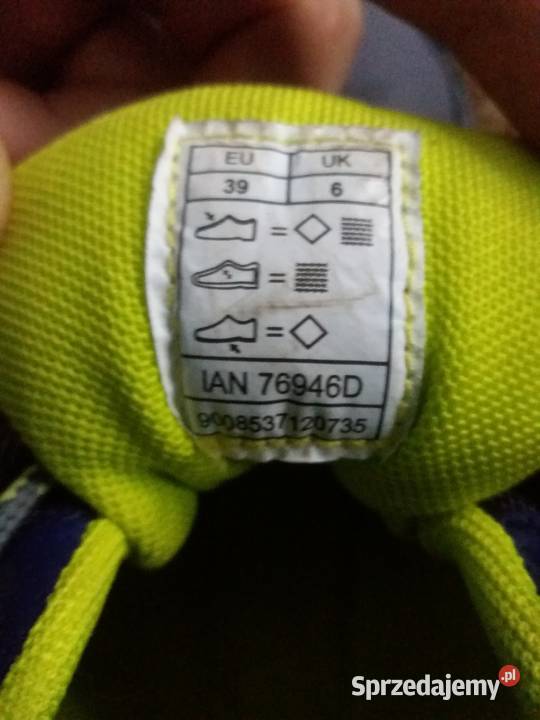 EU UK
39 6
=
=
=
IAN 76946D
9008537120735
Sprzedajemy.pl